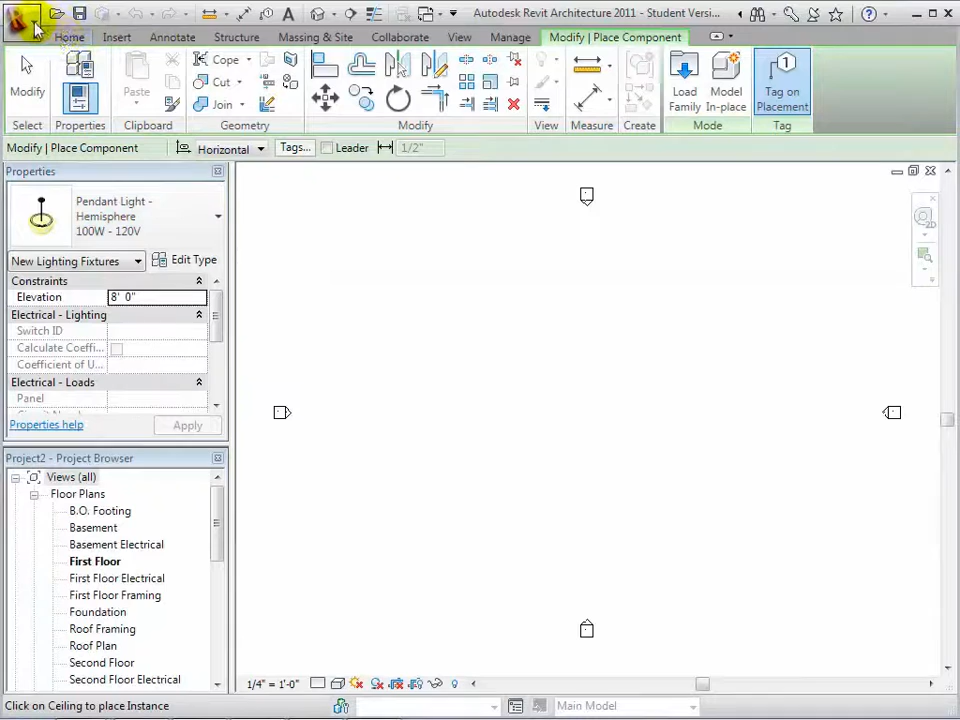 Autodesk Revit Architecture 2011 - Student Versi...
Home Insert Annotate Structure Massing & Site Collaborate View Manage Modify | Place Component
Modify
Paste
Cope
Cut
Join
Load Family
Model In-place
Tag on Placement
Select Properties Clipboard Geometry Modify View Measure Create Mode Tag
Modify | Place Component Horizontal Tags... Leader 1/2"
Properties
Pendant Light -
Hemisphere
100W - 120V
New Lighting Fixtures Edit Type
Constraints
Elevation 8' 0"
Electrical - Lighting
Switch ID
Calculate Coeffi...
Coefficient of U...
Electrical - Loads
Panel
Properties help Apply
Project2 - Project Browser
Views (all)
Floor Plans
B.O. Footing
Basement
Basement Electrical
First Floor
First Floor Electrical
First Floor Framing
Foundation
Roof Framing
Roof Plan
Second Floor
Second Floor Electrical
1/4" = 1'-0"
Click on Ceiling to place Instance Main Model